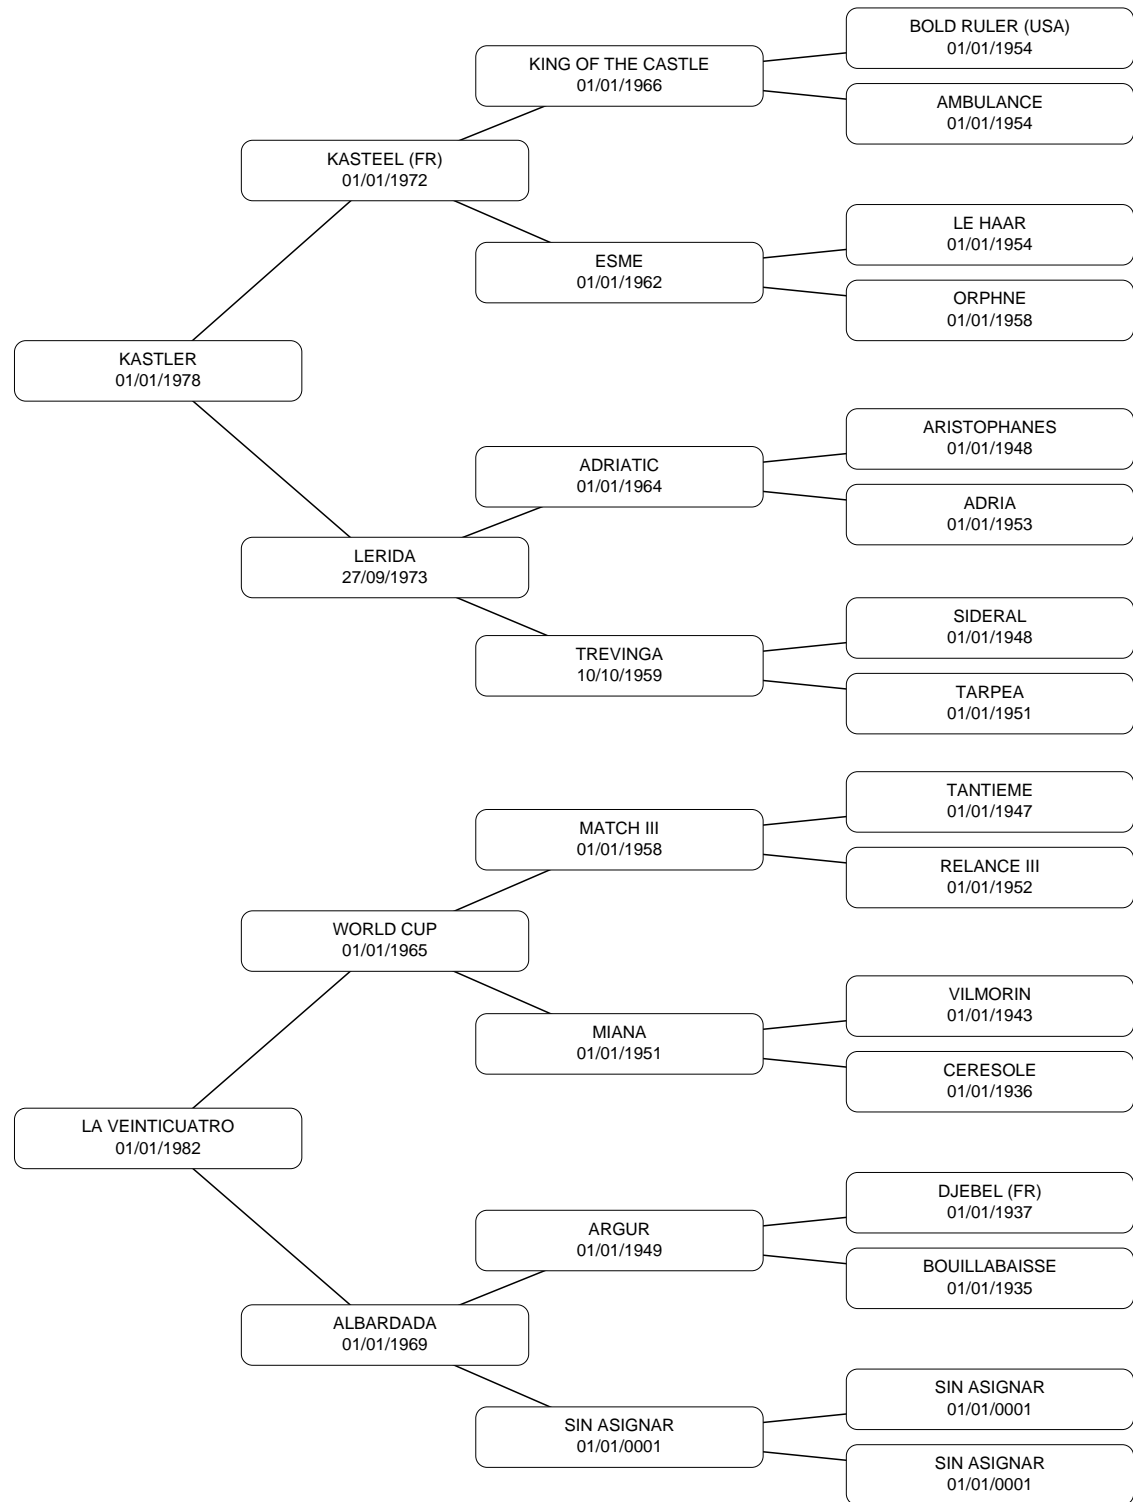 BOLD RULER (USA)
01/01/1954
KING OF THE CASTLE
01/01/1966
AMBULANCE
01/01/1954
KASTEEL (FR)
01/01/1972
LE HAAR
01/01/1954
ESME
01/01/1962
ORPHNE
01/01/1958
KASTLER
01/01/1978
ARISTOPHANES
01/01/1948
ADRIATIC
01/01/1964
ADRIA
01/01/1953
LERIDA
27/09/1973
SIDERAL
01/01/1948
TREVINGA
10/10/1959
TARPEA
01/01/1951
TANTIEME
01/01/1947
MATCH III
01/01/1958
RELANCE III
01/01/1952
WORLD CUP
01/01/1965
VILMORIN
01/01/1943
MIANA
01/01/1951
CERESOLE
01/01/1936
LA VEINTICUATRO
01/01/1982
DJEBEL (FR)
01/01/1937
ARGUR
01/01/1949
BOUILLABAISSE
01/01/1935
ALBARDADA
01/01/1969
SIN ASIGNAR
01/01/0001
SIN ASIGNAR
01/01/0001
SIN ASIGNAR
01/01/0001